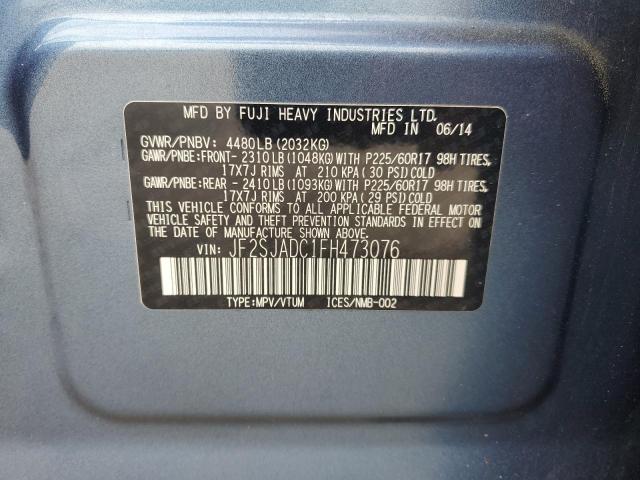 MFD BY FUJI HEAVY INDUSTRIES LTD.
MFD IN 06/14
GVWR/PNBV: 4480LB (2032KG)
GAWR/PNBE: FRONT- 2310 LB (1048KG) WITH P225/60R17 98H TIRES,
17X7J RIMS AT 210 KPA (30 PSI) COLD
GAWR/PNBE: REAR - 2410 LB (1093KG) WITH P225/60R17 98H TIRES,
17X7J RIMS AT 200 KPA (29 PSI) COLD
THIS VEHICLE CONFORMS TO ALL APPLICABLE FEDERAL MOTOR
VEHICLE SAFETY AND THEFT PREVENTION STANDARDS IN EFFECT
ON THE DATE OF MANUFACTURE SHOWN ABOVE.
VIN: JF2SJADC1FH473076
TYPE:MPV/VTUM ICES/NMB-002